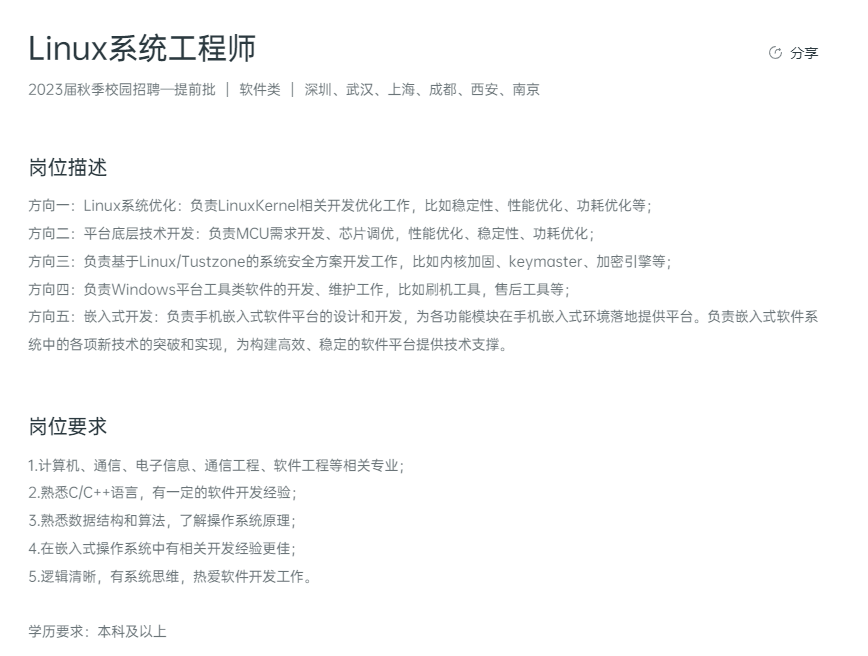 Linux系统工程师
分享
2023届秋季校园招聘—提前批 | 软件类 | 深圳、武汉、上海、成都、西安、南京
岗位描述
方向一：Linux系统优化：负责LinuxKernel相关开发优化工作，比如稳定性、性能优化、功耗优化等；
方向二：平台底层技术开发：负责MCU需求开发、芯片调优，性能优化、稳定性、功耗优化；
方向三：负责基于Linux/Tustzone的系统安全方案开发工作，比如内核加固、keymaster、加密引擎等；
方向四：负责Windows平台工具类软件的开发、维护工作，比如刷机工具，售后工具等；
方向五：嵌入式开发：负责手机嵌入式软件平台的设计和开发，为各功能模块在手机嵌入式环境落地提供平台。负责嵌入式软件系
统中的各项新技术的突破和实现，为构建高效、稳定的软件平台提供技术支撑。
岗位要求
1.计算机、通信、电子信息、通信工程、软件工程等相关专业；
2.熟悉C/C++语言，有一定的软件开发经验；
3.熟悉数据结构和算法，了解操作系统原理；
4.在嵌入式操作系统中有相关开发经验更佳；
5.逻辑清晰，有系统思维，热爱软件开发工作。
学历要求：本科及以上